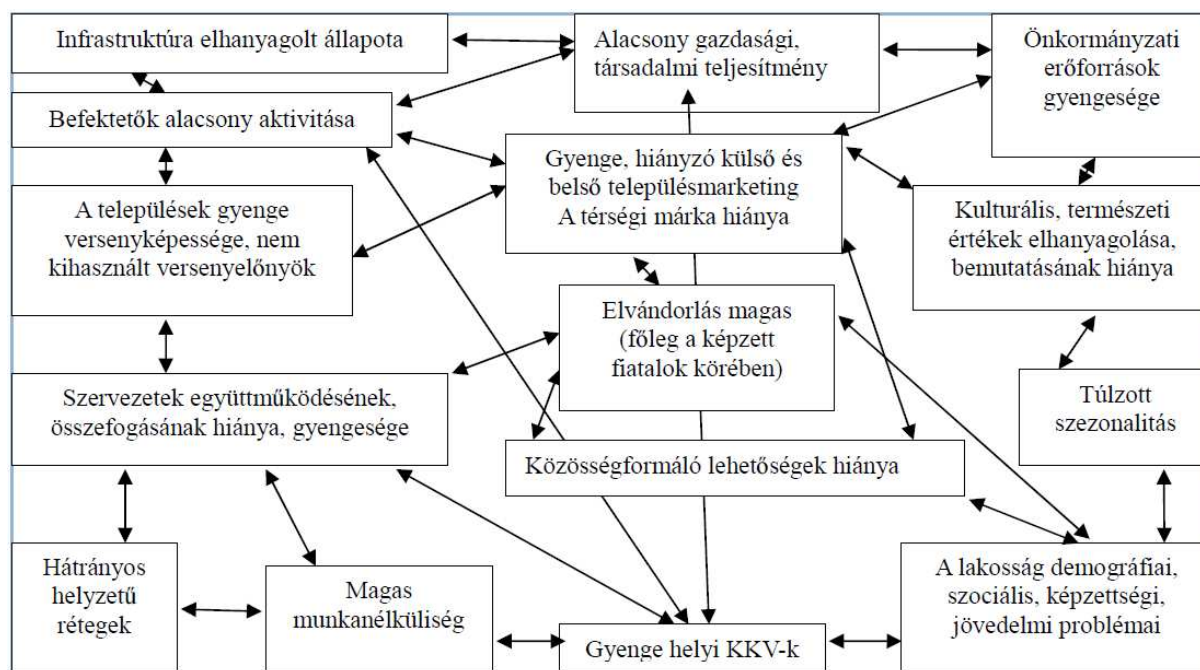 Infrastruktúra elhanyagolt állapota
Alacsony gazdasági,
társadalmi teljesítmény
Önkormányzati
erőforrások
gyengesége
Befektetők alacsony aktivitása
Gyenge, hiányzó külső és
belső településmarketing
A térségi márka hiánya
A települések gyenge
versenyképessége, nem
kihasznált versenyelőnyök
Kulturális, természeti
értékek elhanyagolása,
bemutatásának hiánya
Elvándorlás magas
(főleg a képzett
fiatalok körében)
Szervezetek együttműködésének,
összefogásának hiánya, gyengesége
Túlzott
szezonalitás
Közösségformáló lehetőségek hiánya
Hátrányos
helyzetű
rétegek
Magas
munkanélküliség
Gyenge helyi KKV-k
A lakosság demográfiai,
szociális, képzettségi,
jövedelmi problémái